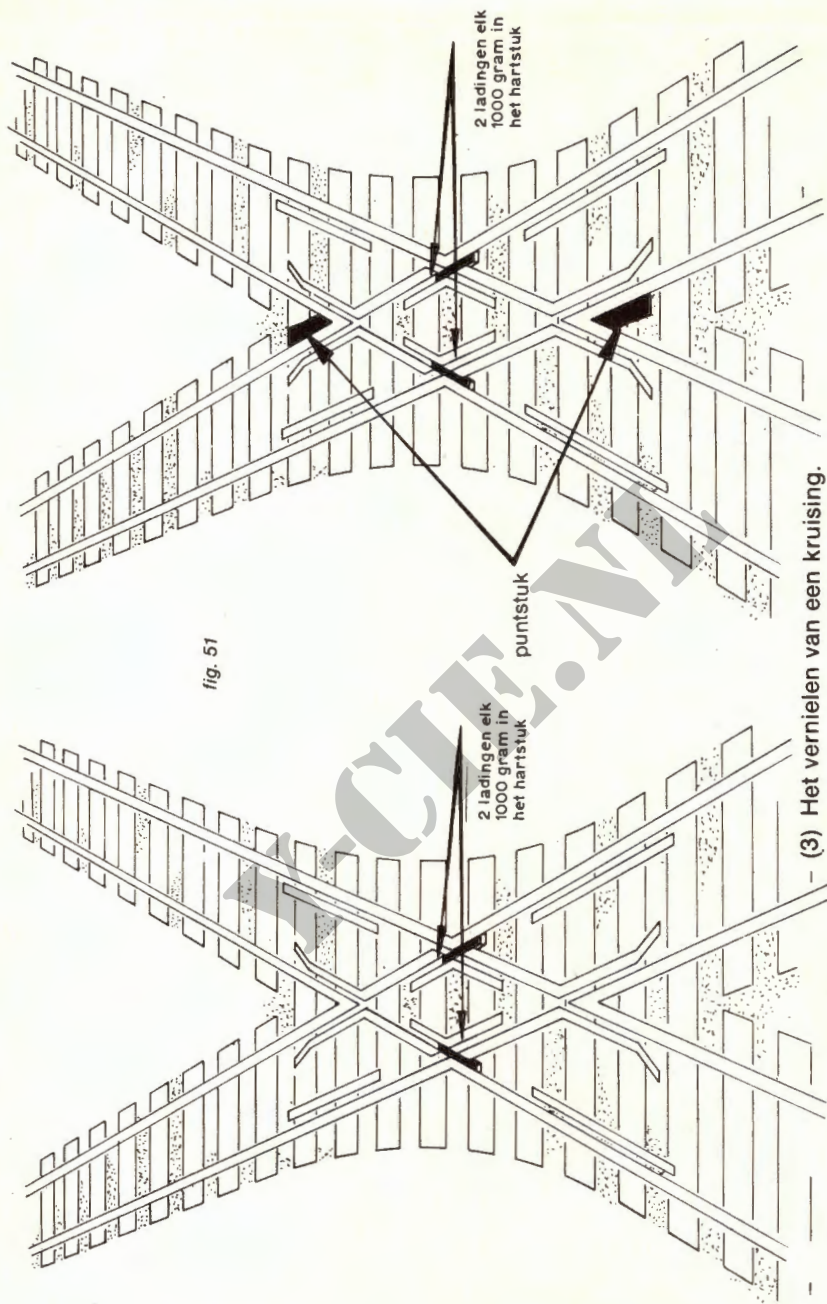 fig. 51
2 ladingen elk
1000 gram in
het hartstuk
2 ladingen elk
1000 gram in
het hartstuk
puntstuk
Y-CIE.NL
– (3) Het vernielen van een kruising.